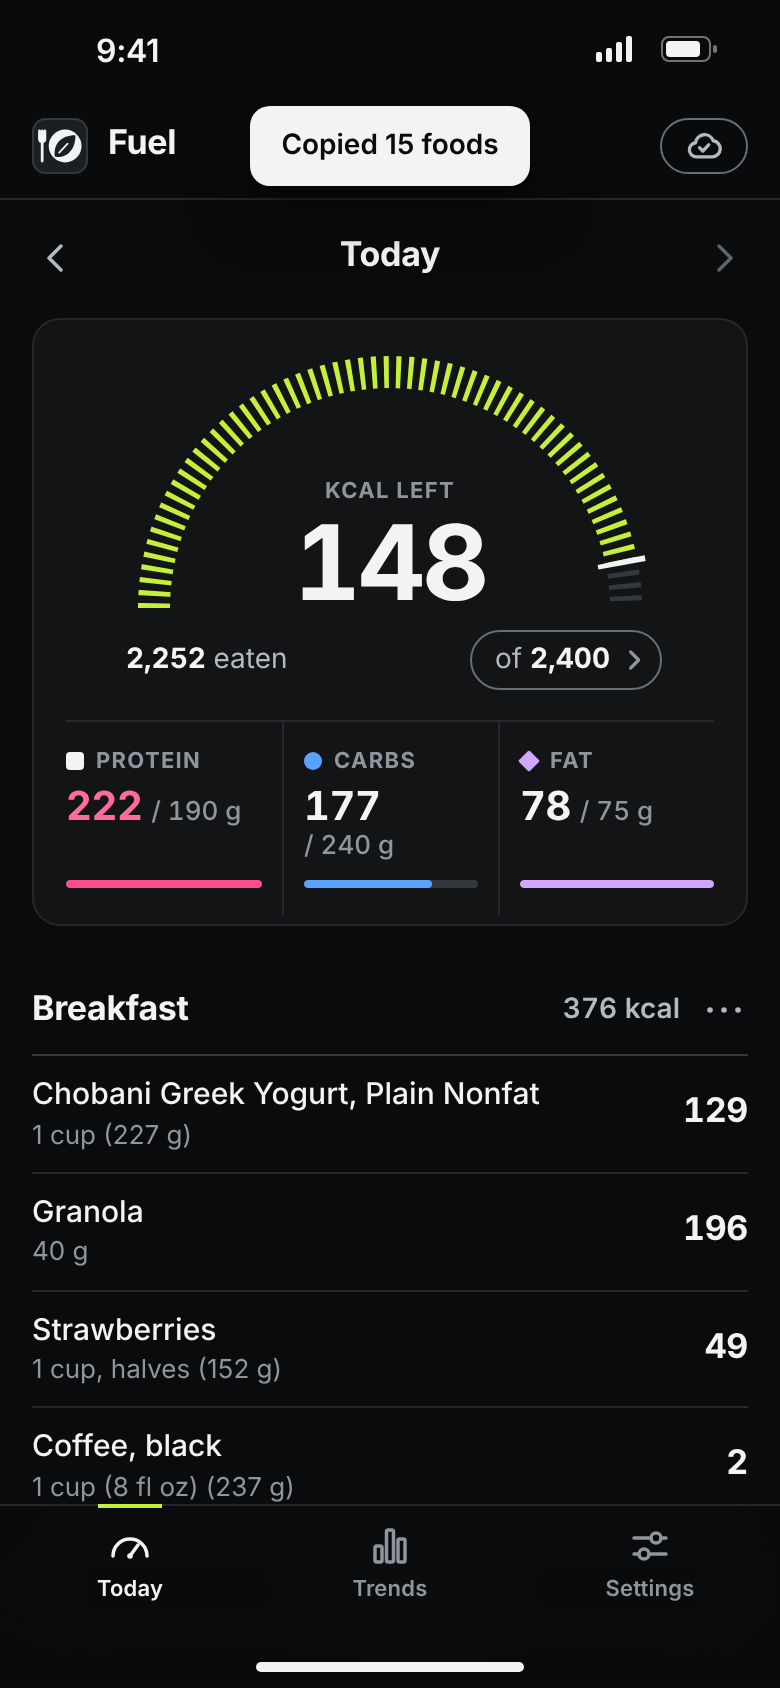 9:41
Fuel
Copied 15 foods
Today
KCAL LEFT
148
2,252 eaten
of 2,400
PROTEIN
222 / 190 g
CARBS
177
/ 240 g
FAT
78 / 75 g
Breakfast
376 kcal
Chobani Greek Yogurt, Plain Nonfat
129
1 cup (227 g)
Granola
196
40 g
Strawberries
49
1 cup, halves (152 g)
Coffee, black
2
1 cup (8 fl oz) (237 g)
Today
Trends
Settings